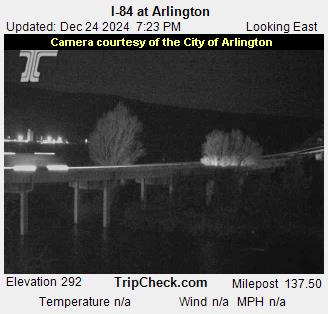 I-84 at Arlington
Updated: Dec 24 2024 7:23 PM Looking East
Camera courtesy of the City of Arlington
Elevation 292 TripCheck.com Milepost 137.50
Temperature n/a Wind n/a MPH n/a